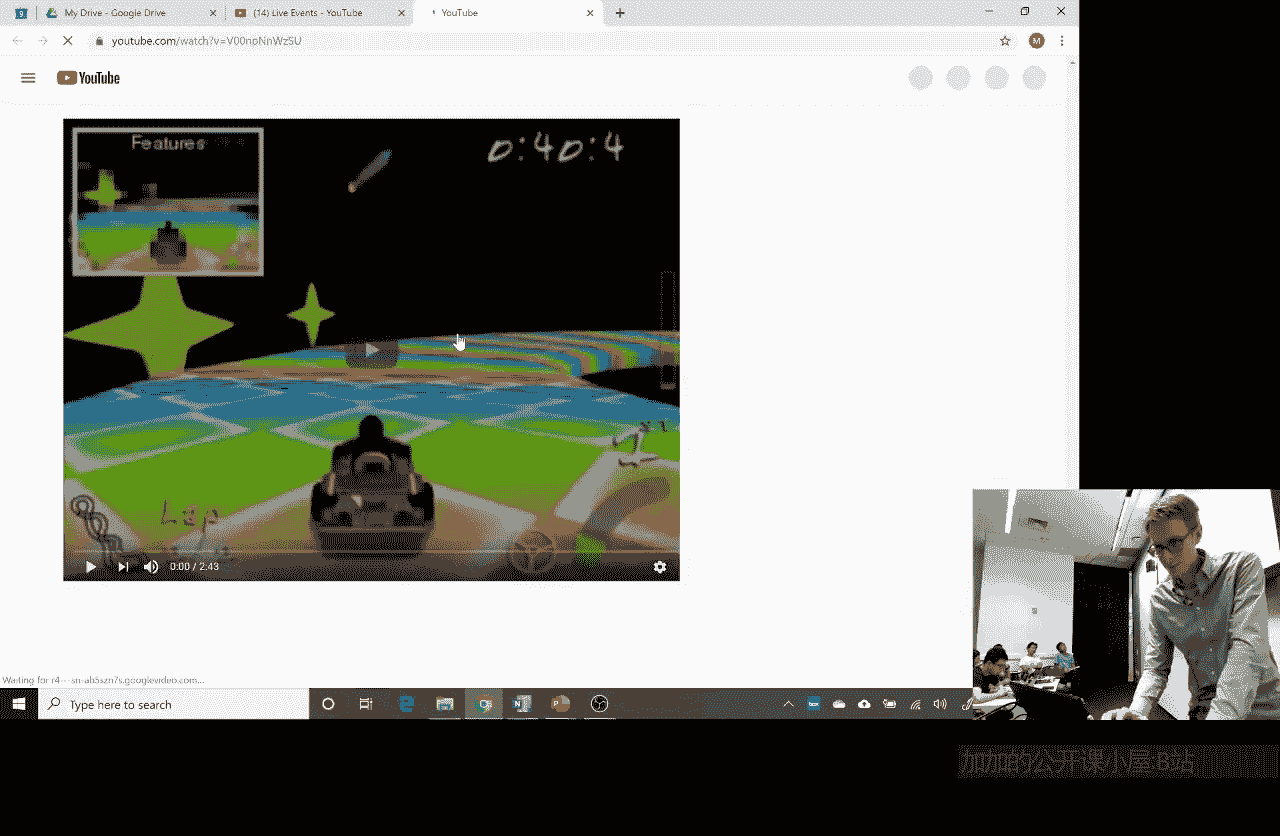 My Drive - Google Drive
(14) Live Events - YouTube
YouTube
youtube.com/watch?v=V00npNnWzSU
M
YouTube
Features
0:40:4
Lap
0:00 / 2:43
Type here to search
加加的公开课小屋 B站